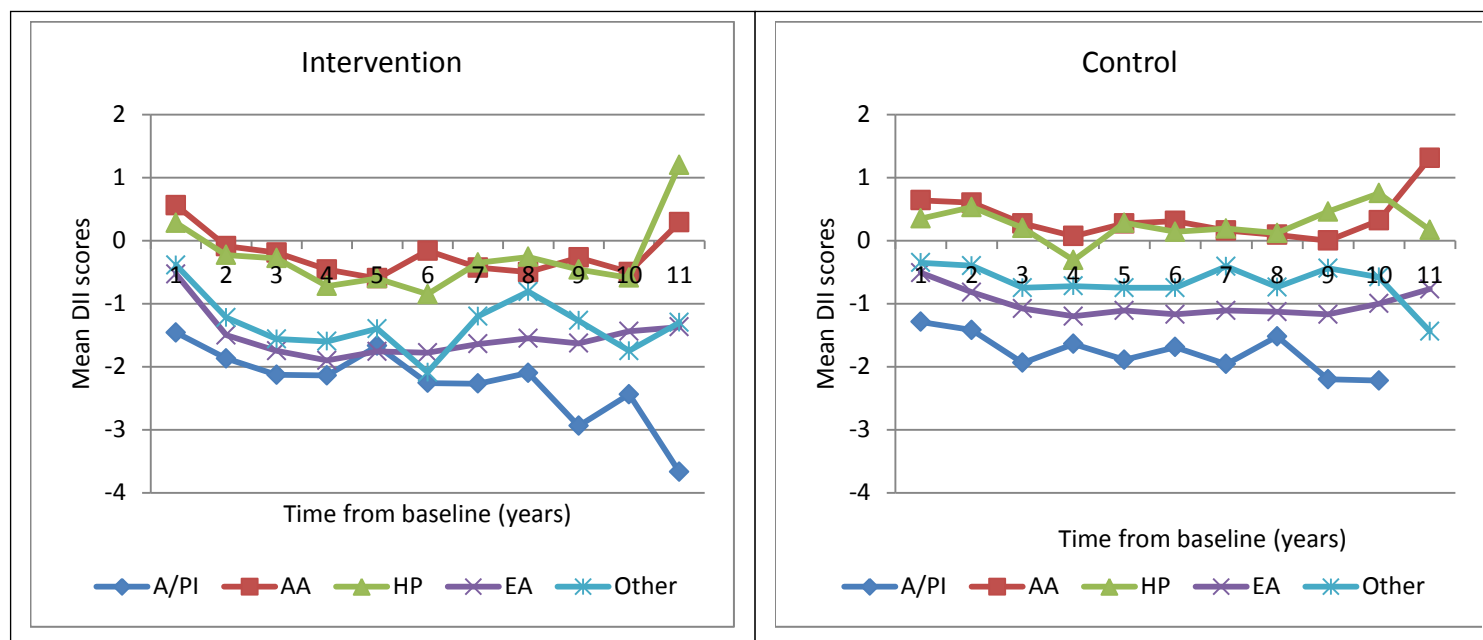 Intervention
2
1
0
-1
-2
-3
-4
Mean DII scores
1 2 3 4 5 6 7 8 9 10 11
Time from baseline (years)
A/PI AA HP EA Other
Control
2
1
0
-1
-2
-3
-4
Mean DII scores
1 2 3 4 5 6 7 8 9 10 11
Time from baseline (years)
A/PI AA HP EA Other